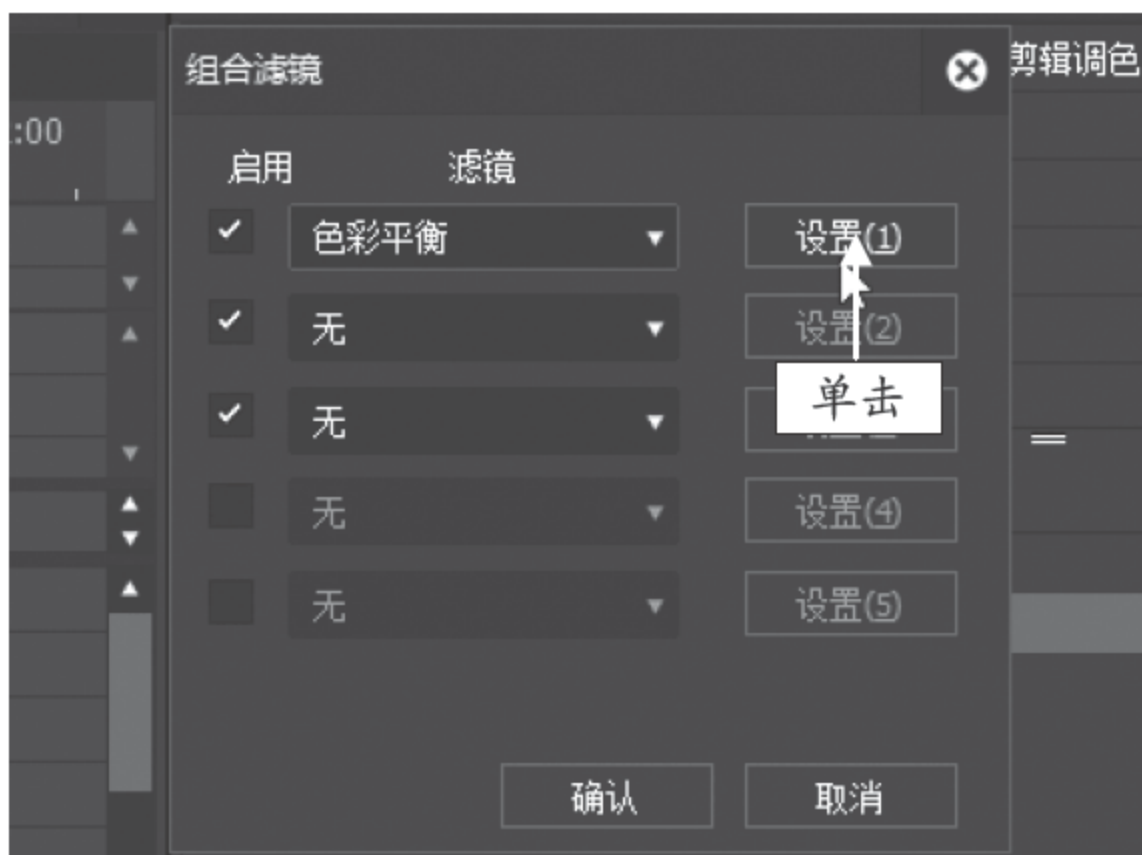 组合滤镜
剪辑调色
:00
启用 滤镜
色彩平衡 设置(1)
无 设置(2)
单击
无
无 设置(4)
无 设置(5)
确认 取消